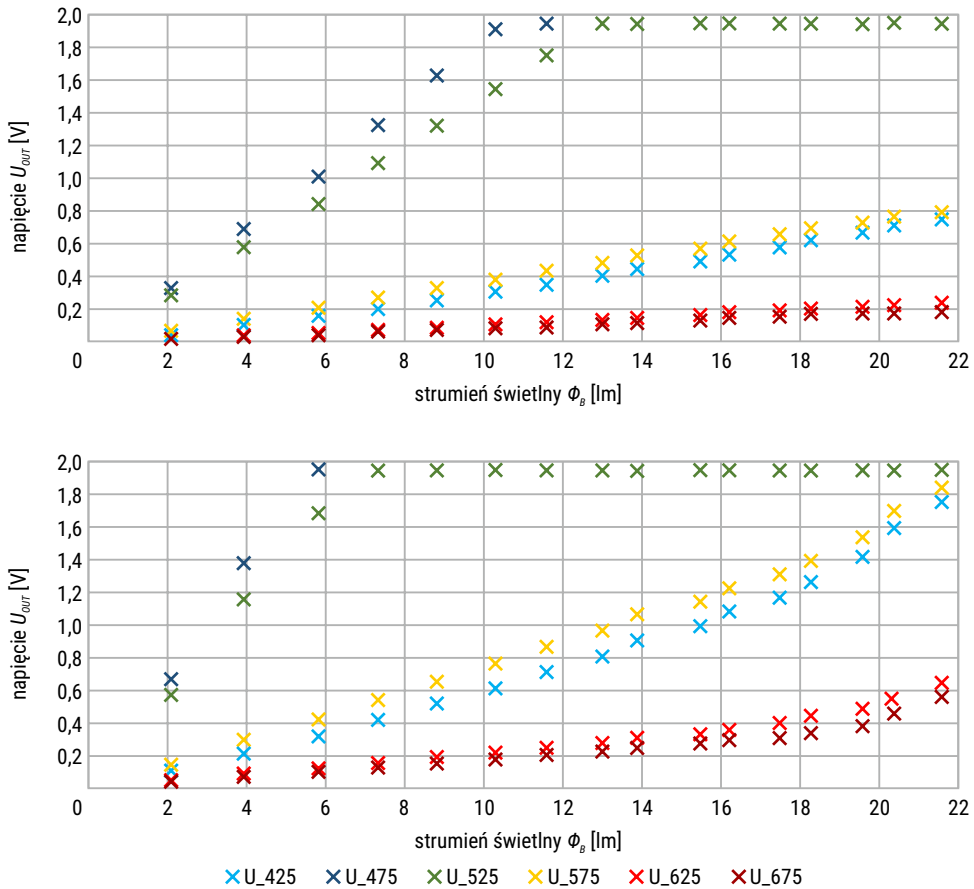 2,0
1,8
1,6
1,4
1,2
1,0
0,8
0,6
0,4
0,2
0 2 4 6 8 10 12 14 16 18 20 22
napięcie U_OUT [V]
strumień świetlny Φ_B [lm]
2,0
1,8
1,6
1,4
1,2
1,0
0,8
0,6
0,4
0,2
0 2 4 6 8 10 12 14 16 18 20 22
napięcie U_OUT [V]
strumień świetlny Φ_B [lm]
U_425 U_475 U_525 U_575 U_625 U_675